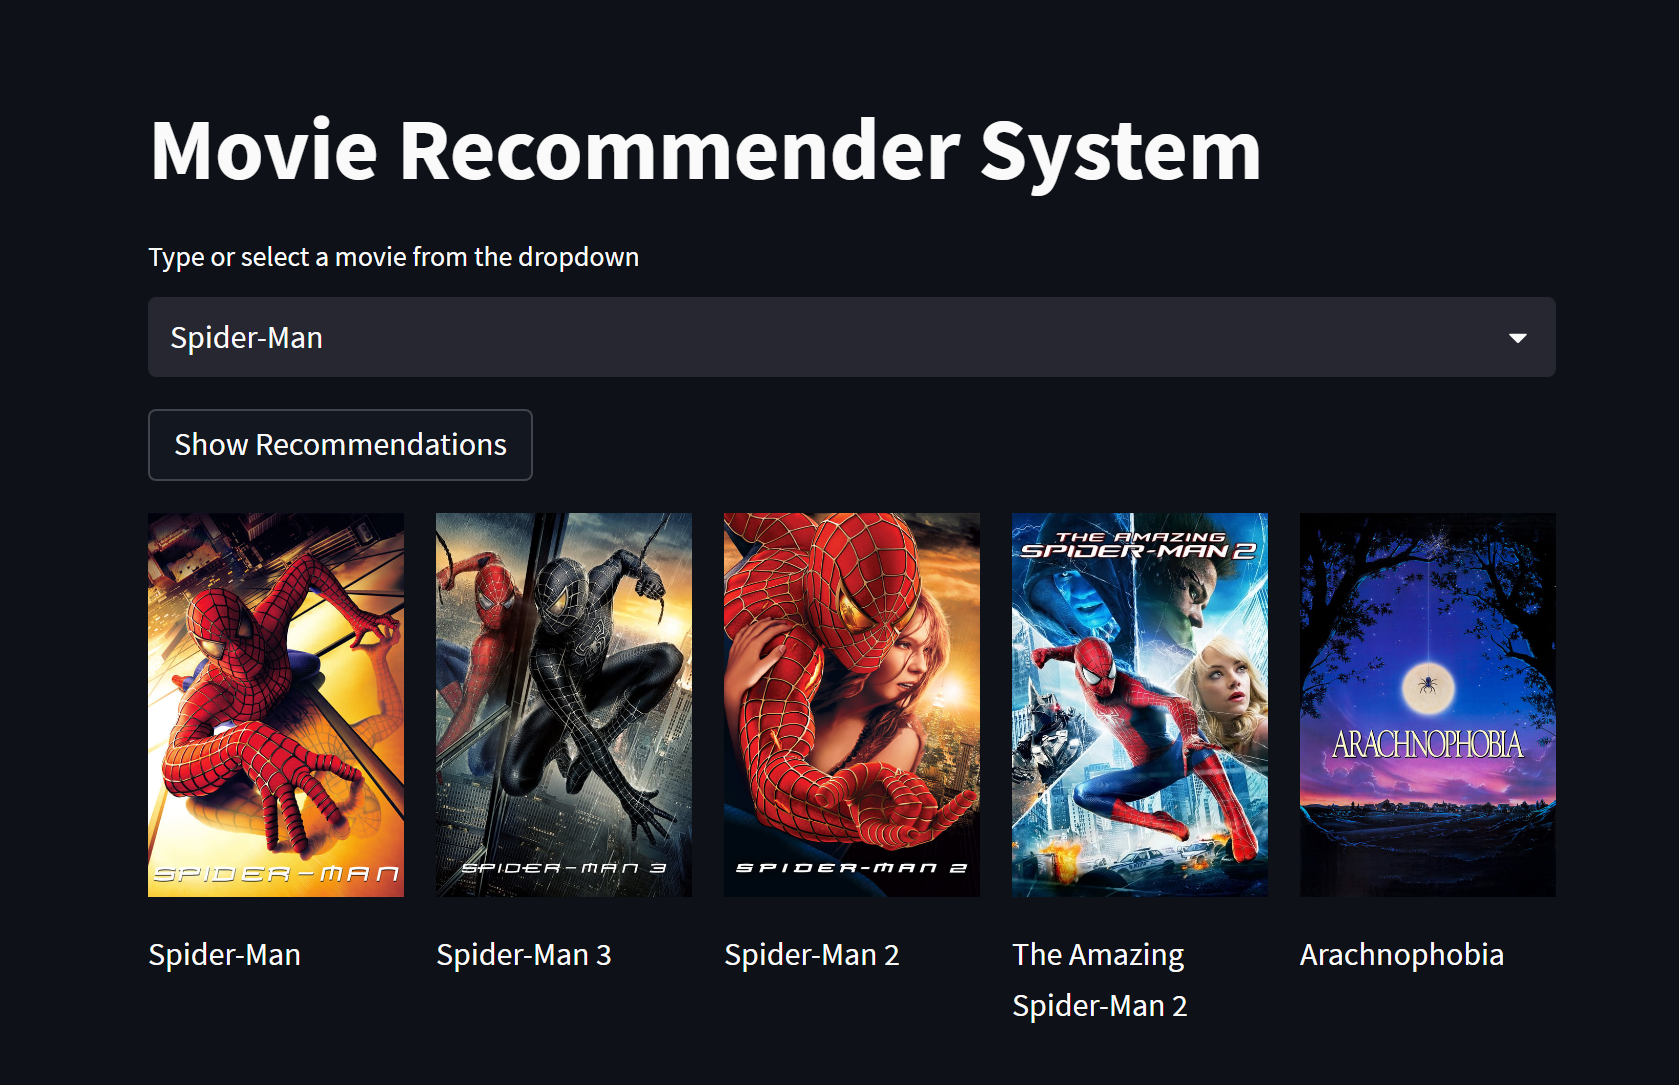 Movie Recommender System
Type or select a movie from the dropdown
Spider-Man
Show Recommendations
SPIDER-MAN
SPIDER-MAN 3
SPIDER-MAN 2
THE AMAZING
SPIDER-MAN 2
ARACHNOPHOBIA
Spider-Man
Spider-Man 3
Spider-Man 2
The Amazing
Spider-Man 2
Arachnophobia